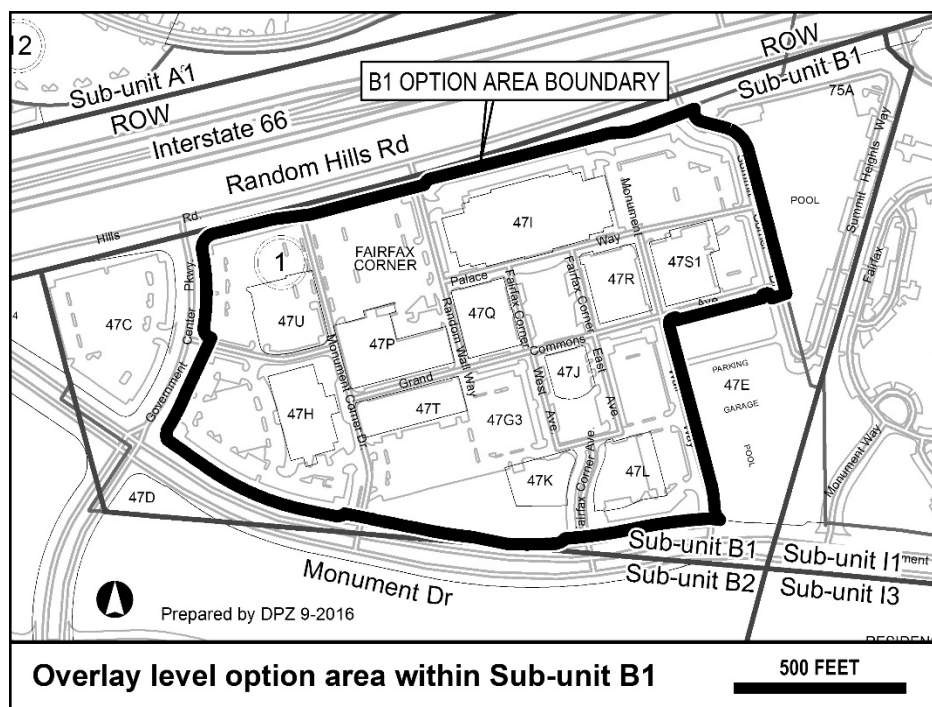 12
Sub-unit A1
ROW
Interstate 66
Random Hills Rd
ROW
Sub-unit B1
B1 OPTION AREA BOUNDARY
75A
Summit Heights Way
POOL
Hills Rd.
Government Center Pkwy
47C
1
47U
FAIRFAX
CORNER
47I
Monument
Palace Way
47P
Random Walk Way
47Q
Fairfax Corner
Fairfax Corner
47R
47S1
Ave
Summit Corner
Fairfax
Monument Corner Dr
Grand Commons
47H
47T
47G3
West Ave.
47J
East Ave.
Walk Way
PARKING
47E
GARAGE
POOL
Monument Way
47K
Fairfax Corner Ave.
47L
47D
Sub-unit B1
Sub-unit I1
ment
Monument Dr
Sub-unit B2
Sub-unit I3
Prepared by DPZ 9-2016
Overlay level option area within Sub-unit B1
500 FEET